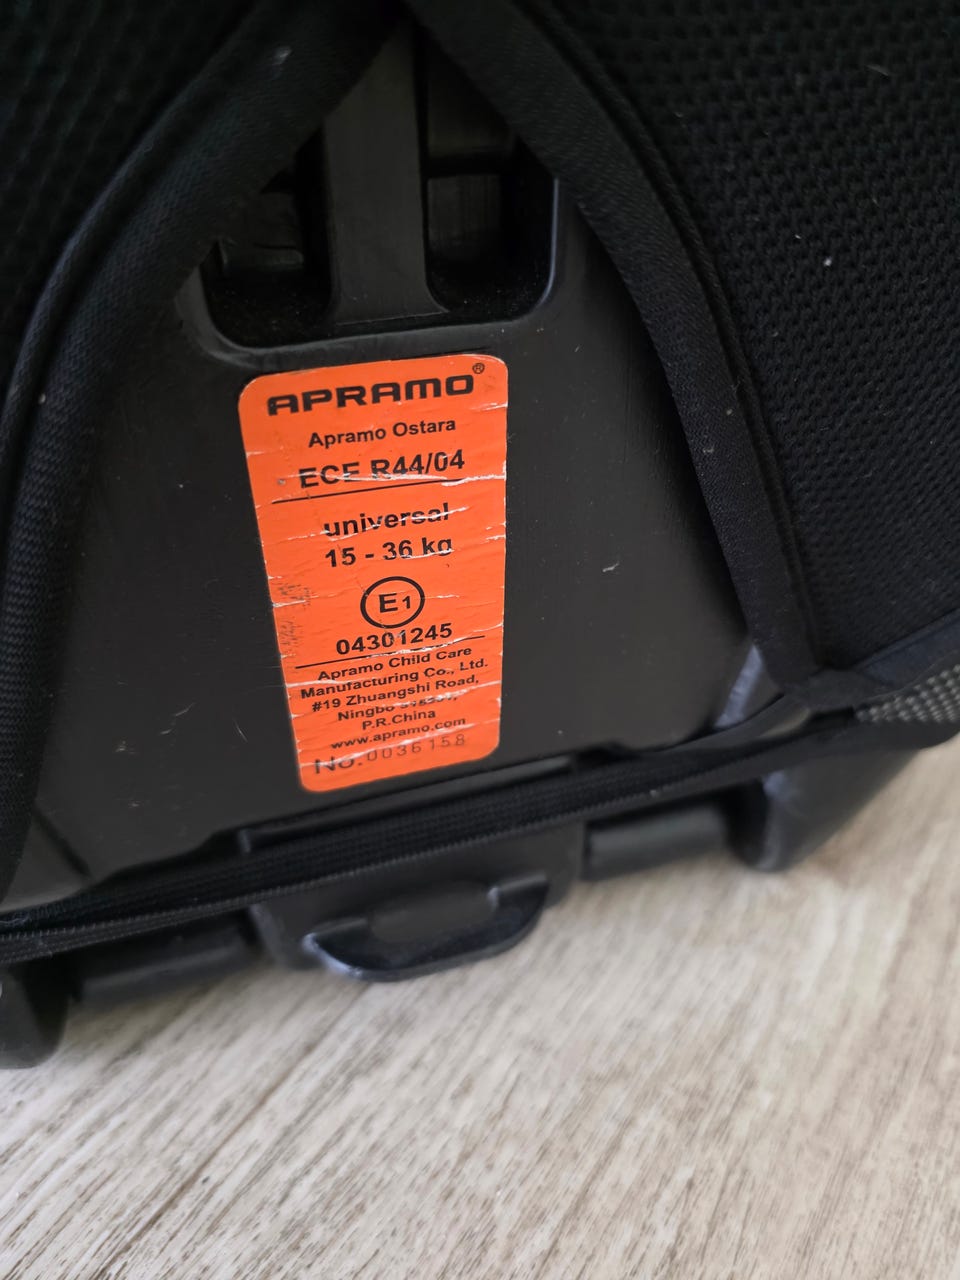 APRAMO®
Apramo Ostara
ECE R44/04
universal
15 - 36 kg
E1
04301245
Apramo Child Care
Manufacturing Co., Ltd.
#19 Zhuangshi Road,
Ningbo
P.R.China
www.apramo.com
No. 0036158